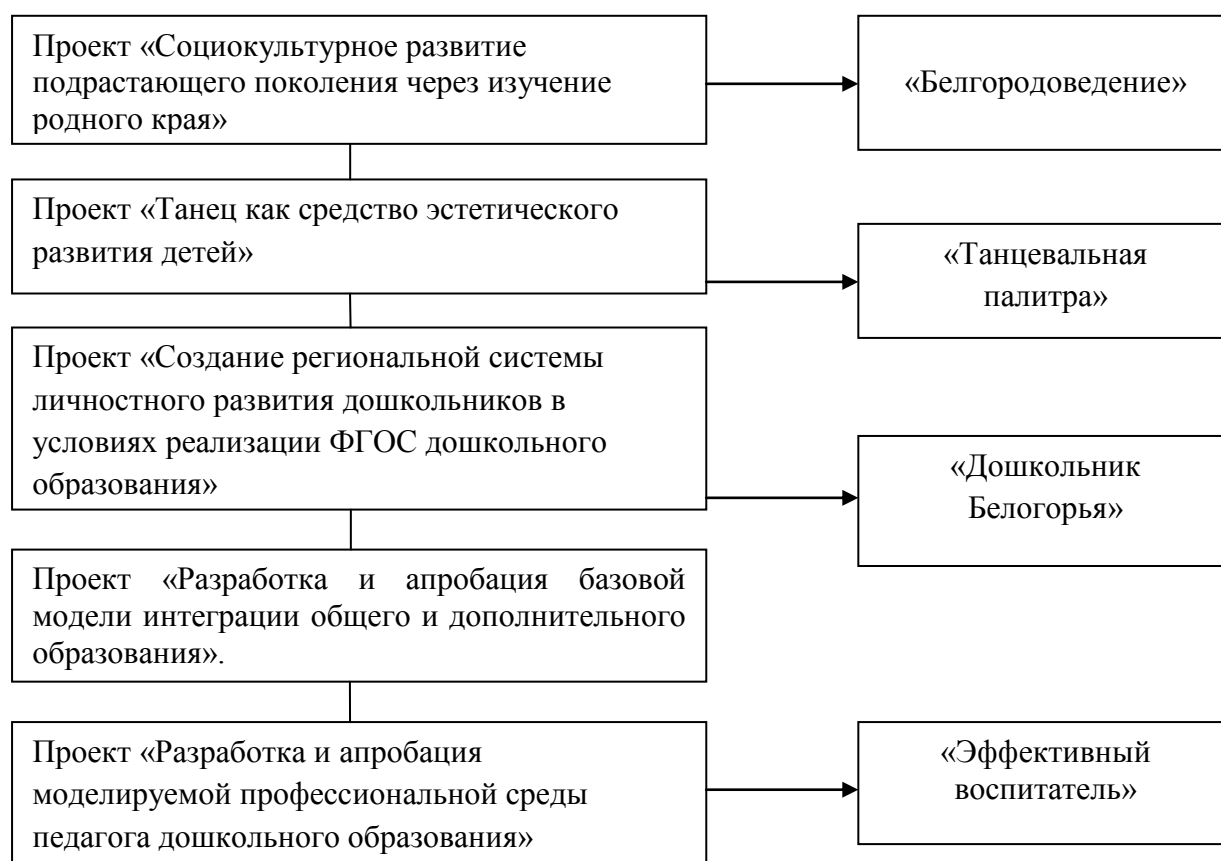 Проект «Социокультурное развитие
подрастающего поколения через изучение
родного края»
«Белгородоведение»
Проект «Танец как средство эстетического
развития детей»
«Танцевальная
палитра»
Проект «Создание региональной системы
личностного развития дошкольников в
условиях реализации ФГОС дошкольного
образования»
«Дошкольник
Белогорья»
Проект «Разработка и апробация базовой
модели интеграции общего и дополнительного
образования».
Проект «Разработка и апробация
моделируемой профессиональной среды
педагога дошкольного образования»
«Эффективный
воспитатель»